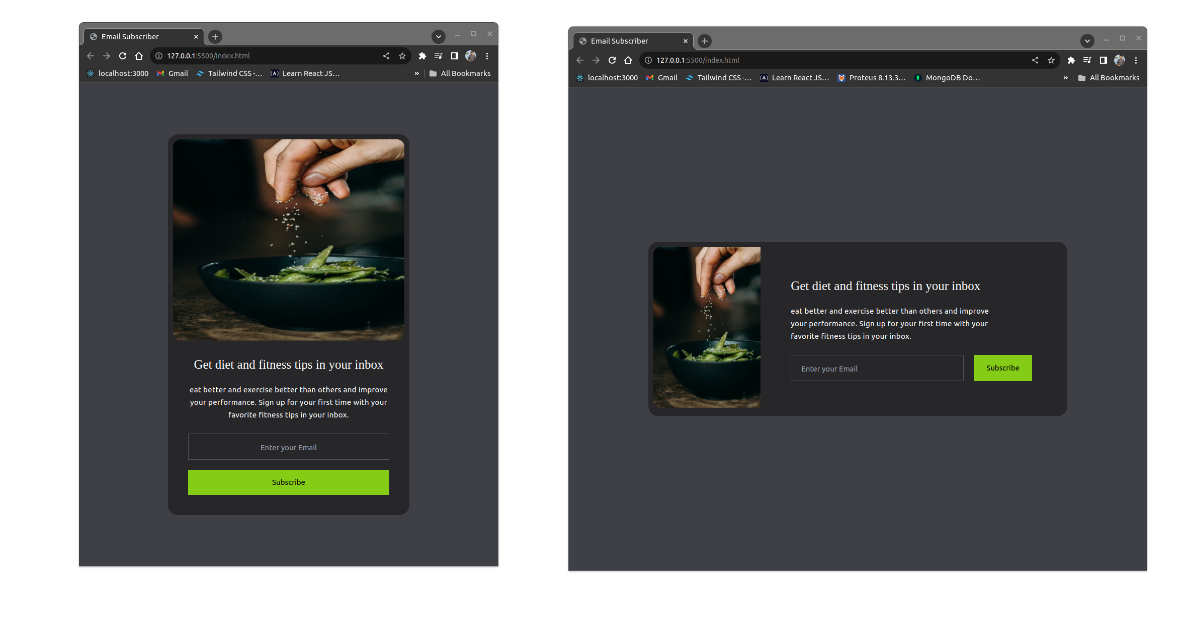 Email Subscriber
127.0.0.1:5500/index.html
localhost:3000 Gmail Tailwind CSS -... Learn React JS... » All Bookmarks
Get diet and fitness tips in your inbox
eat better and exercise better than others and improve
your performance. Sign up for your first time with your
favorite fitness tips in your inbox.
Enter your Email
Subscribe
Email Subscriber
127.0.0.1:5500/index.html
localhost:3000 Gmail Tailwind CSS -... Learn React JS... Proteus 8.13.3... MongoDB Do... » All Bookmarks
Get diet and fitness tips in your inbox
eat better and exercise better than others and improve
your performance. Sign up for your first time with your
favorite fitness tips in your inbox.
Enter your Email
Subscribe